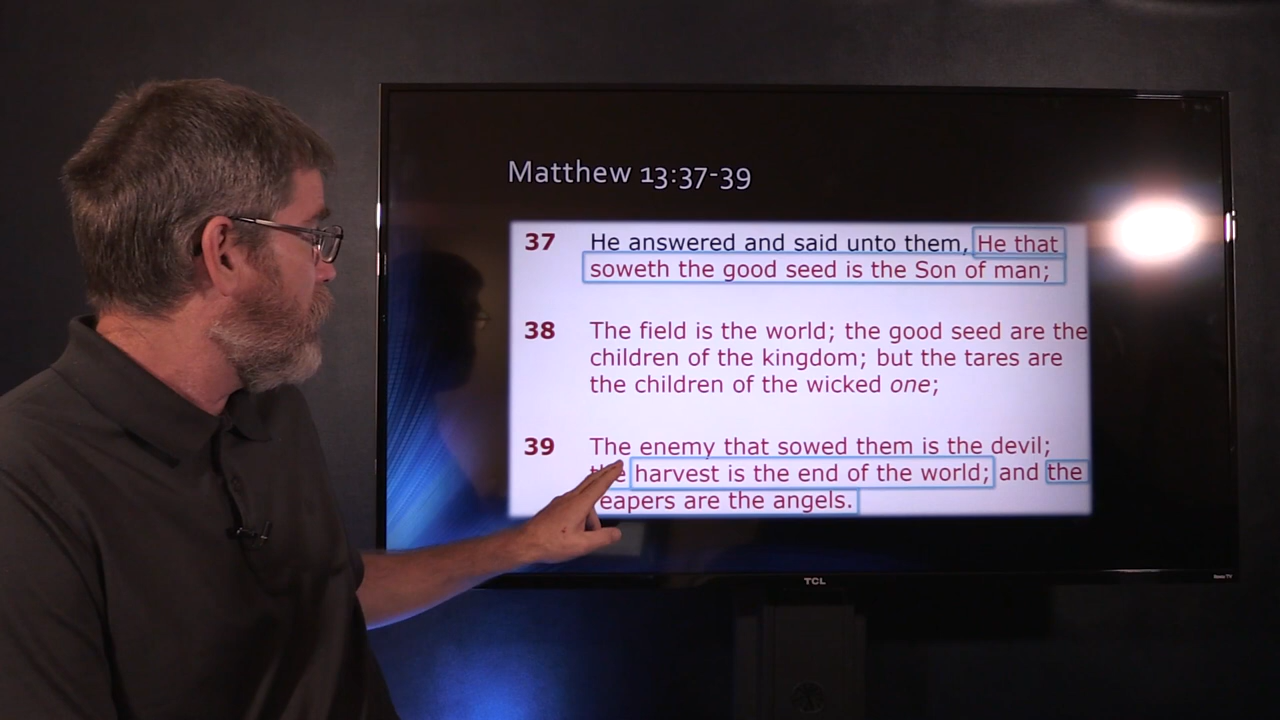 Matthew 13:37-39
37 He answered and said unto them, He that
soweth the good seed is the Son of man;
38 The field is the world; the good seed are the
children of the kingdom; but the tares are
the children of the wicked one;
39 The enemy that sowed them is the devil;
the harvest is the end of the world; and the
eapers are the angels.
TCL
Roku TV